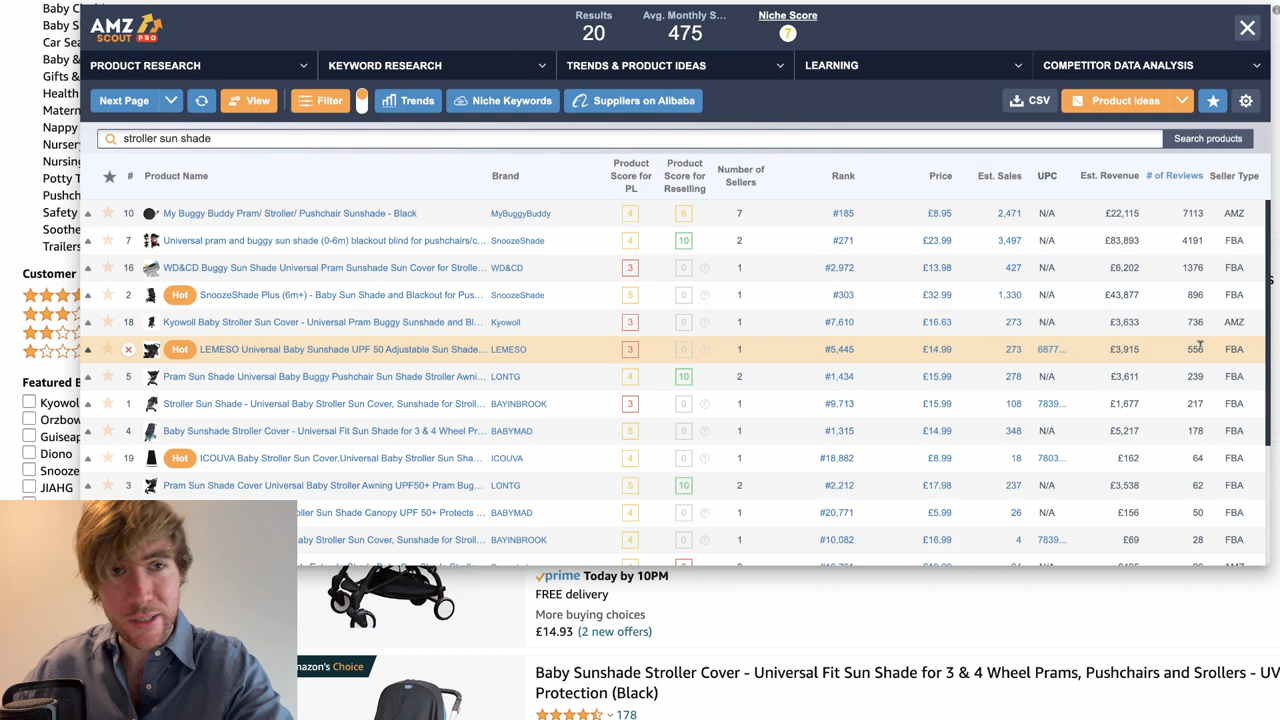 Baby Ch
Baby S
Car Sea
Baby &
Gifts &
Health
Matern
Nappy
Nursery
Nursing
Potty T
Pushch
Safety
Soothe
Trailers
Customer
Featured B
Kyowol
Orzbow
Guiseap
Diono
Snooze
JIAHG
AMZ
SCOUT PRO
Results
20
Avg. Monthly S...
475
Niche Score
7
PRODUCT RESEARCH
KEYWORD RESEARCH
TRENDS & PRODUCT IDEAS
LEARNING
COMPETITOR DATA ANALYSIS
Next Page
View
Filter
Trends
Niche Keywords
Suppliers on Alibaba
CSV
Product Ideas
stroller sun shade
Search products
# Product Name Brand Product Score for PL Product Score for Reselling Number of Sellers Rank Price Est. Sales UPC Est. Revenue # of Reviews Seller Type
10 My Buggy Buddy Pram/ Stroller/ Pushchair Sunshade - Black MyBuggyBuddy 4 6 7 #185 £8.95 2,471 N/A £22,115 7113 AMZ
7 Universal pram and buggy sun shade (0-6m) blackout blind for pushchairs/c... SnoozeShade 4 10 2 #271 £23.99 3,497 N/A £83,893 4191 FBA
16 WD&CD Buggy Sun Shade Universal Pram Sunshade Sun Cover for Strolle... WD&CD 3 0 1 #2,972 £13.98 427 N/A £6,202 1376 FBA
2 Hot SnoozeShade Plus (6m+) - Baby Sun Shade and Blackout for Pus... SnoozeShade 5 0 1 #303 £32.99 1,330 N/A £43,877 896 FBA
18 Kyowoll Baby Stroller Sun Cover - Universal Pram Buggy Sunshade and Bl... Kyowoll 3 0 1 #7,610 £16.63 273 N/A £3,633 736 AMZ
Hot LEMESO Universal Baby Sunshade UPF 50 Adjustable Sun Shade... LEMESO 3 0 1 #5,445 £14.99 273 6877... £3,915 556 FBA
5 Pram Sun Shade Universal Baby Buggy Pushchair Sun Shade Stroller Awni... LONTG 4 10 2 #1,434 £15.99 278 N/A £3,611 239 FBA
1 Stroller Sun Shade - Universal Baby Sun Cover, Sunshade for Stroll... BAYINBROOK 3 0 1 #9,713 £15.99 108 7839... £1,677 217 FBA
4 Baby Sunshade Stroller Cover - Universal Fit Sun Shade for 3 & 4 Wheel Pr... BABYMAD 5 0 1 #1,315 £14.99 348 N/A £5,217 178 FBA
19 Hot ICOUVA Baby Stroller Sun Cover,Universal Baby Stroller Sun Sha... ICOUVA 4 0 1 #18,882 £8.99 18 7803... £162 64 FBA
3 Pram Sun Shade Cover Universal Baby Stroller Awning UPF50+ Pram Bug... LONTG 5 10 2 #2,212 £17.98 237 N/A £3,538 62 FBA
oller Sun Shade Canopy UPF 50+ Protects ... BABYMAD 4 0 1 #20,771 £5.99 26 N/A £156 50 FBA
aby Sun Cover, Sunshade for Stroll... BAYINBROOK 4 0 1 #10,082 £16.99 4 7839... £69 28 FBA
prime Today by 10PM
FREE delivery
More buying choices
£14.93 (2 new offers)
mazon's Choice
Baby Sunshade Stroller Cover - Universal Fit Sun Shade for 3 & 4 Wheel Prams, Pushchairs and Srollers - UV
Protection (Black)
178